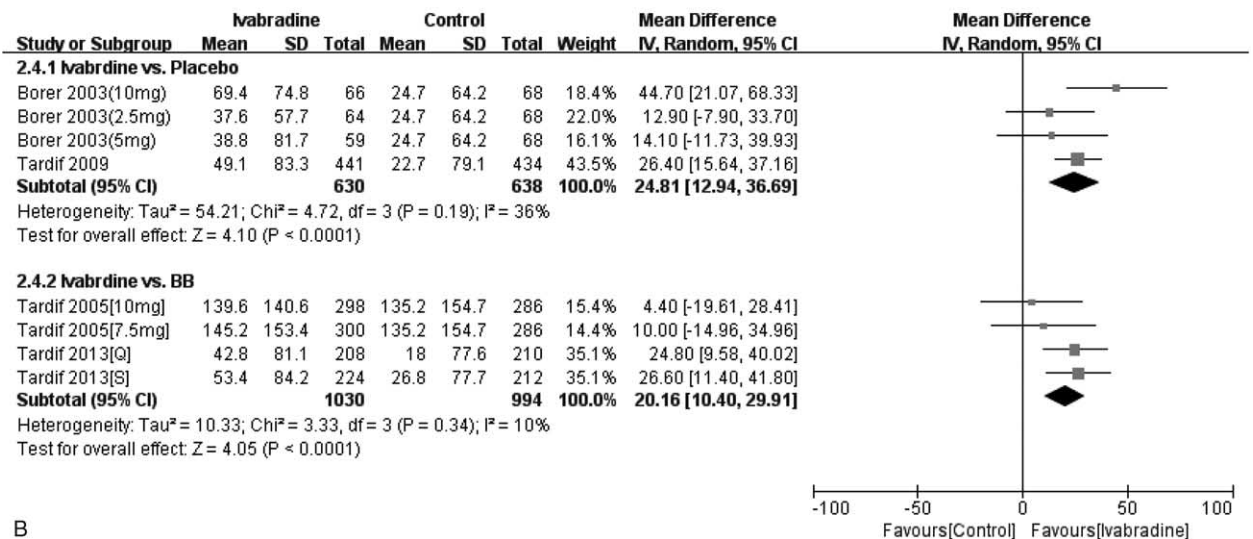 Ivabradine Control Mean Difference Mean Difference
Study or Subgroup Mean SD Total Mean SD Total Weight IV, Random, 95% CI IV, Random, 95% CI
2.4.1 Ivabrdine vs. Placebo
Borer 2003(10mg) 69.4 74.8 66 24.7 64.2 68 18.4% 44.70 [21.07, 68.33]
Borer 2003(2.5mg) 37.6 57.7 64 24.7 64.2 68 22.0% 12.90 [-7.90, 33.70]
Borer 2003(5mg) 38.8 81.7 59 24.7 64.2 68 16.1% 14.10 [-11.73, 39.93]
Tardif 2009 49.1 83.3 441 22.7 79.1 434 43.5% 26.40 [15.64, 37.16]
Subtotal (95% CI) 630 638 100.0% 24.81 [12.94, 36.69]
Heterogeneity: Tau² = 54.21; Chi² = 4.72, df = 3 (P = 0.19); I² = 36%
Test for overall effect: Z = 4.10 (P < 0.0001)
2.4.2 Ivabrdine vs. BB
Tardif 2005[10mg] 139.6 140.6 298 135.2 154.7 286 15.4% 4.40 [-19.61, 28.41]
Tardif 2005[7.5mg] 145.2 153.4 300 135.2 154.7 286 14.4% 10.00 [-14.96, 34.96]
Tardif 2013[Q] 42.8 81.1 208 18 77.6 210 35.1% 24.80 [9.58, 40.02]
Tardif 2013[S] 53.4 84.2 224 26.8 77.7 212 35.1% 26.60 [11.40, 41.80]
Subtotal (95% CI) 1030 994 100.0% 20.16 [10.40, 29.91]
Heterogeneity: Tau² = 10.33; Chi² = 3.33, df = 3 (P = 0.34); I² = 10%
Test for overall effect: Z = 4.05 (P < 0.0001)
-100 -50 0 50 100
Favours[Control] Favours[Ivabradine]
B